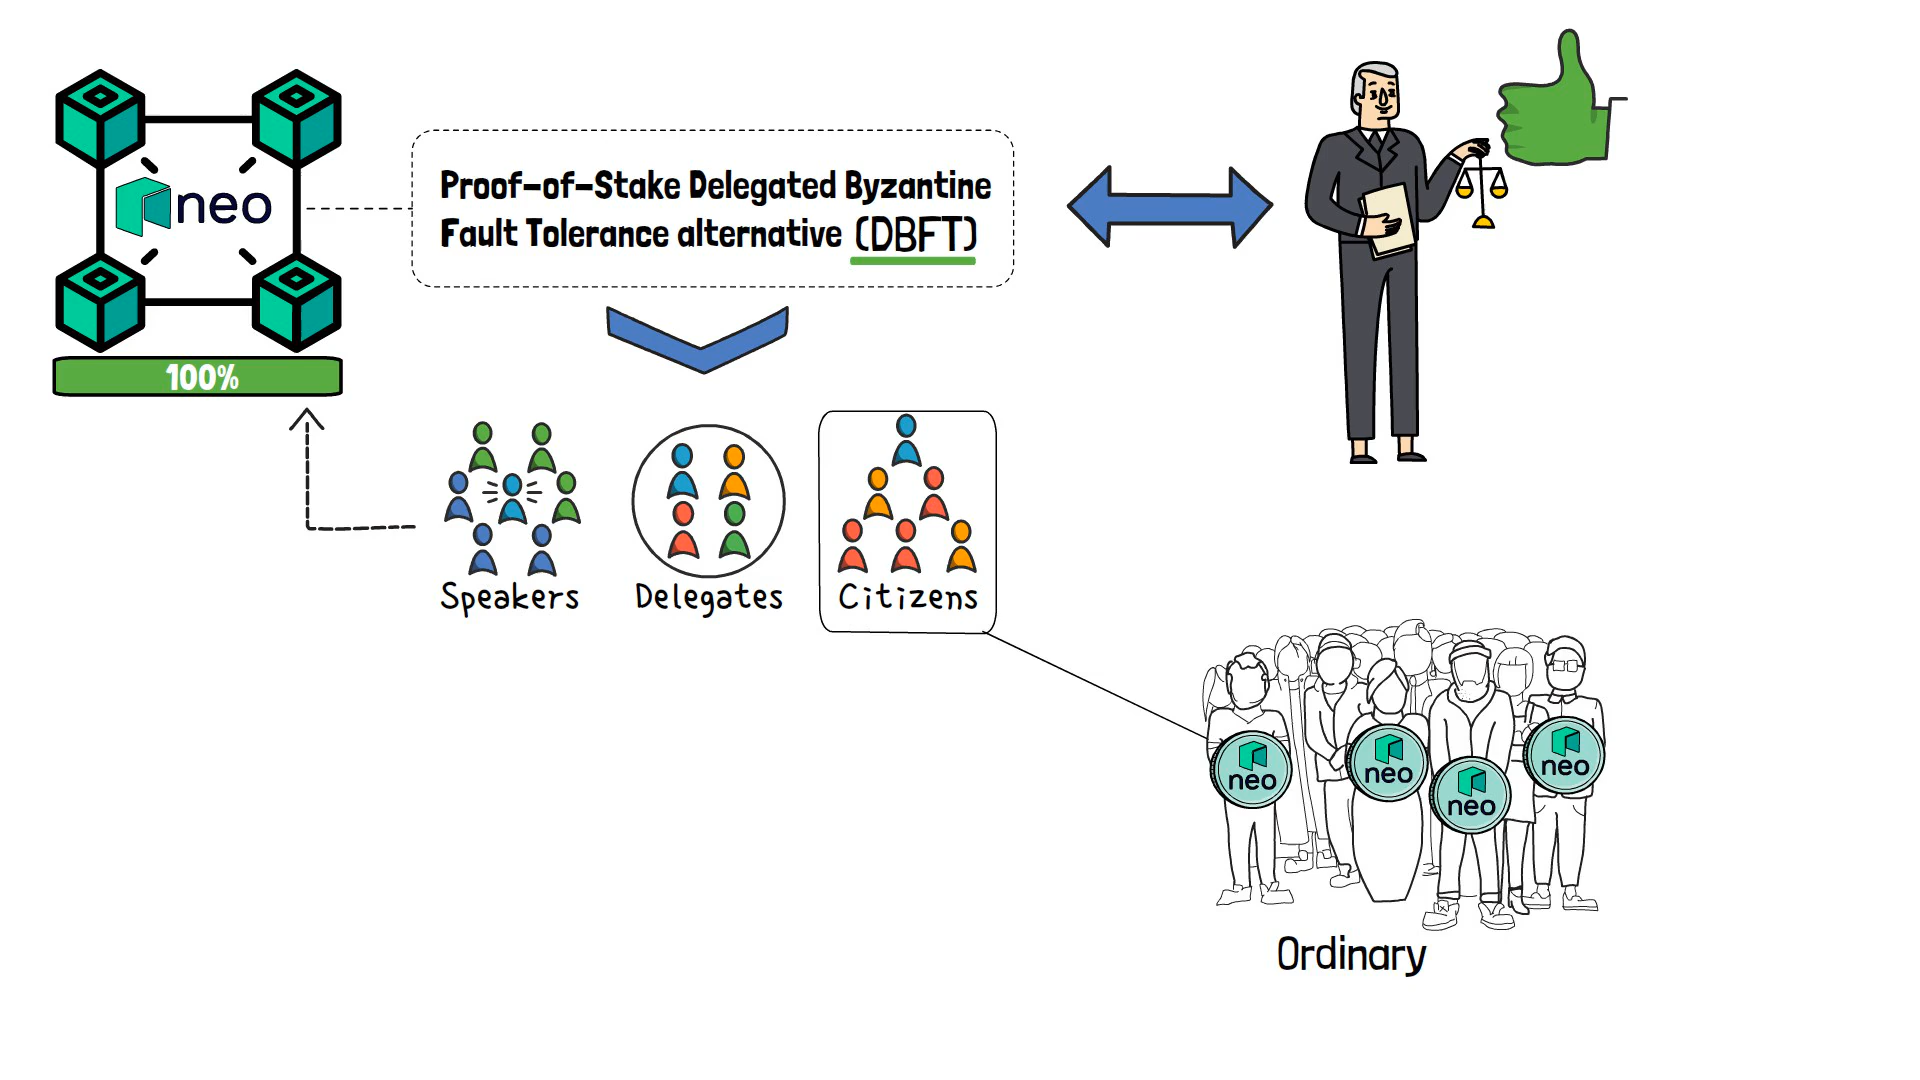 neo
Proof-of-Stake Delegated Byzantine
Fault Tolerance alternative (DBFT)
100%
Speakers
Delegates
Citizens
neo
neo
neo
neo
Ordinary